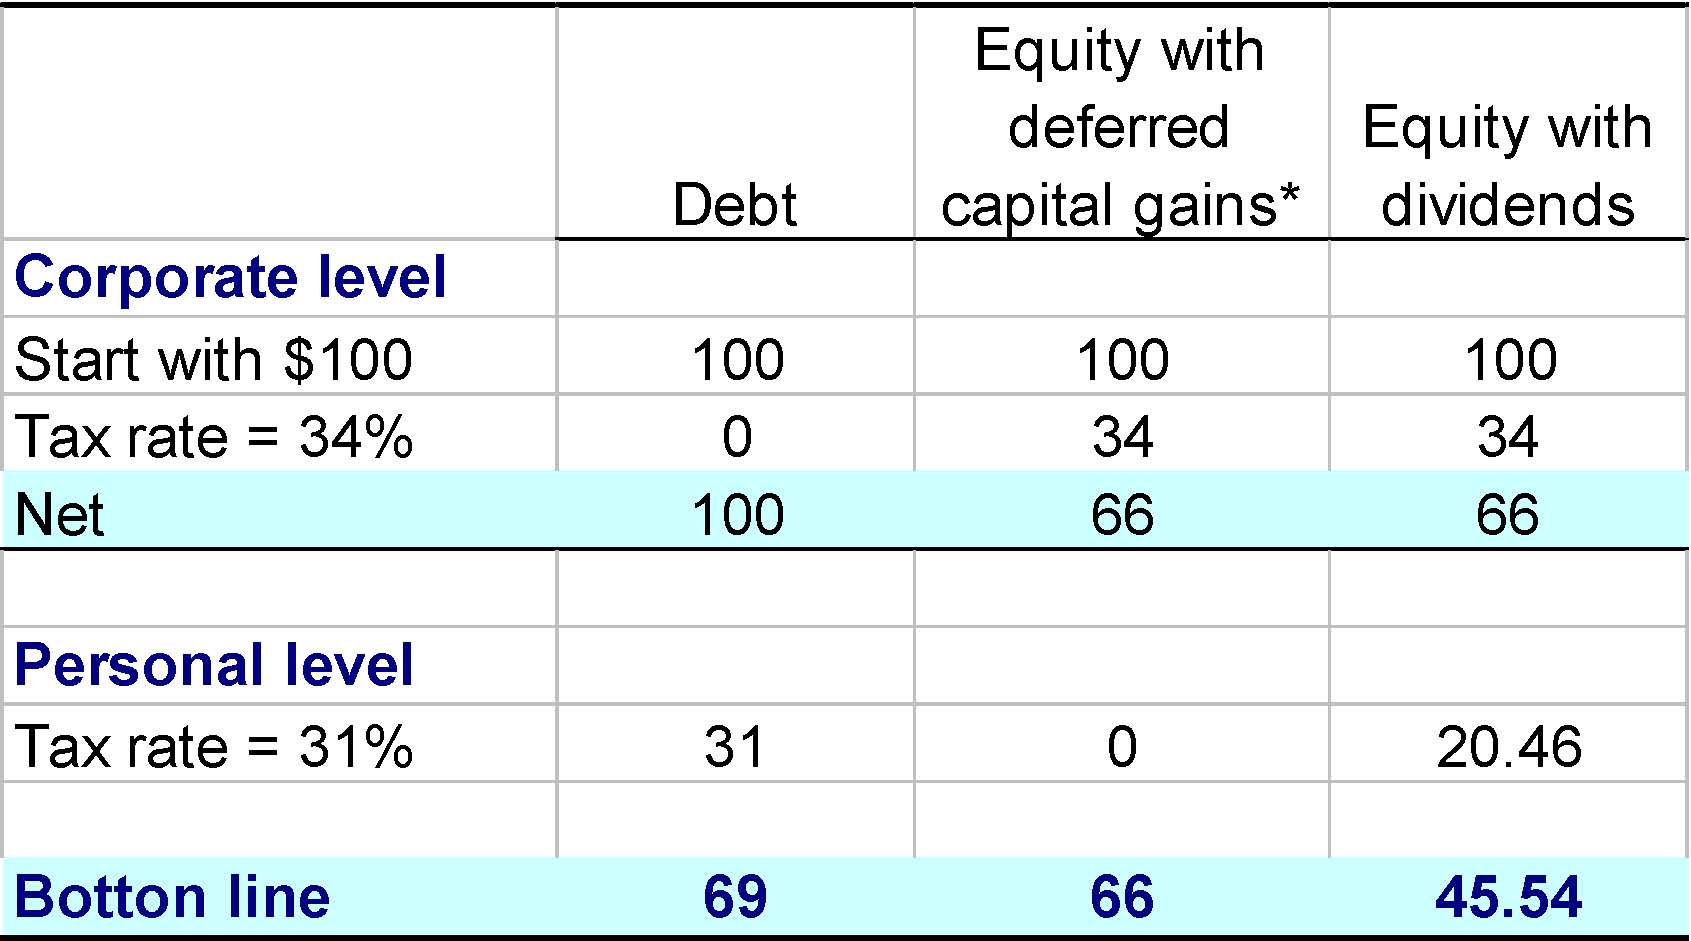 Debt Equity with deferred capital gains* Equity with dividends
Corporate level
Start with $100 100 100 100
Tax rate = 34% 0 34 34
Net 100 66 66
Personal level
Tax rate = 31% 31 0 20.46
Botton line 69 66 45.54